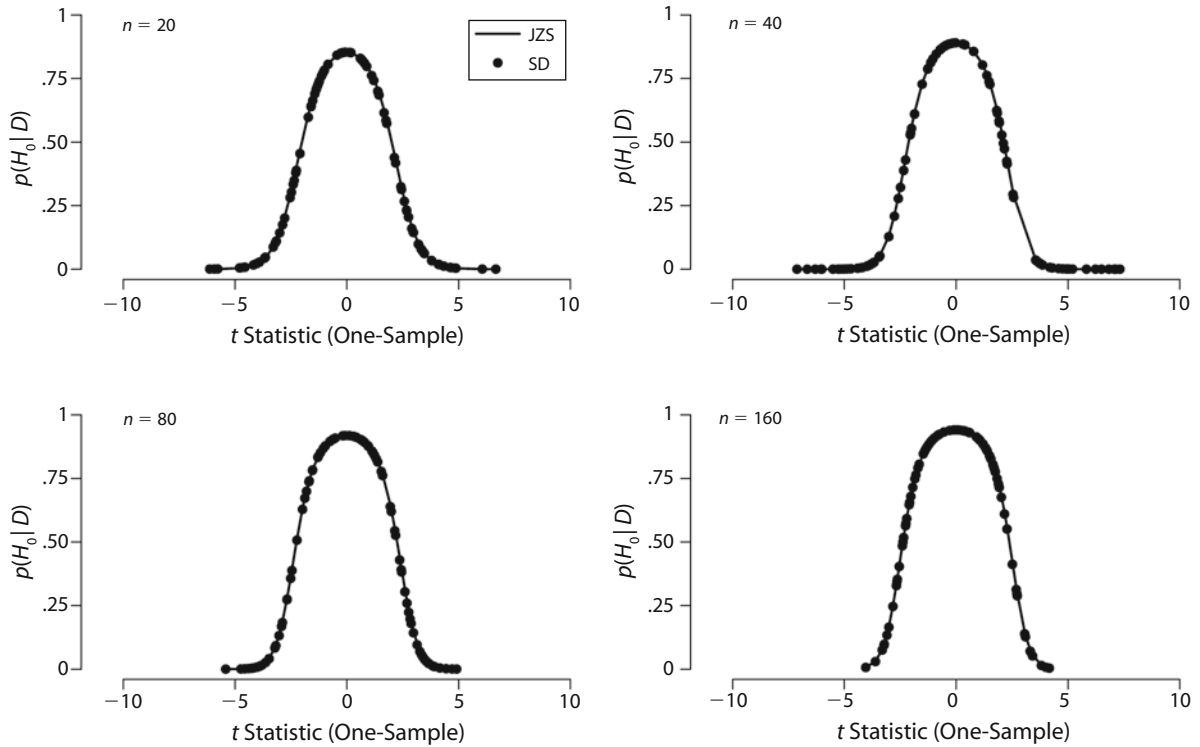 n = 20
JZS
SD
1
.75
.50
.25
0
p(H₀|D)
−10 −5 0 5 10
t Statistic (One-Sample)
n = 40
1
.75
.50
.25
0
p(H₀|D)
−10 −5 0 5 10
t Statistic (One-Sample)
n = 80
1
.75
.50
.25
0
p(H₀|D)
−10 −5 0 5 10
t Statistic (One-Sample)
n = 160
1
.75
.50
.25
0
p(H₀|D)
−10 −5 0 5 10
t Statistic (One-Sample)